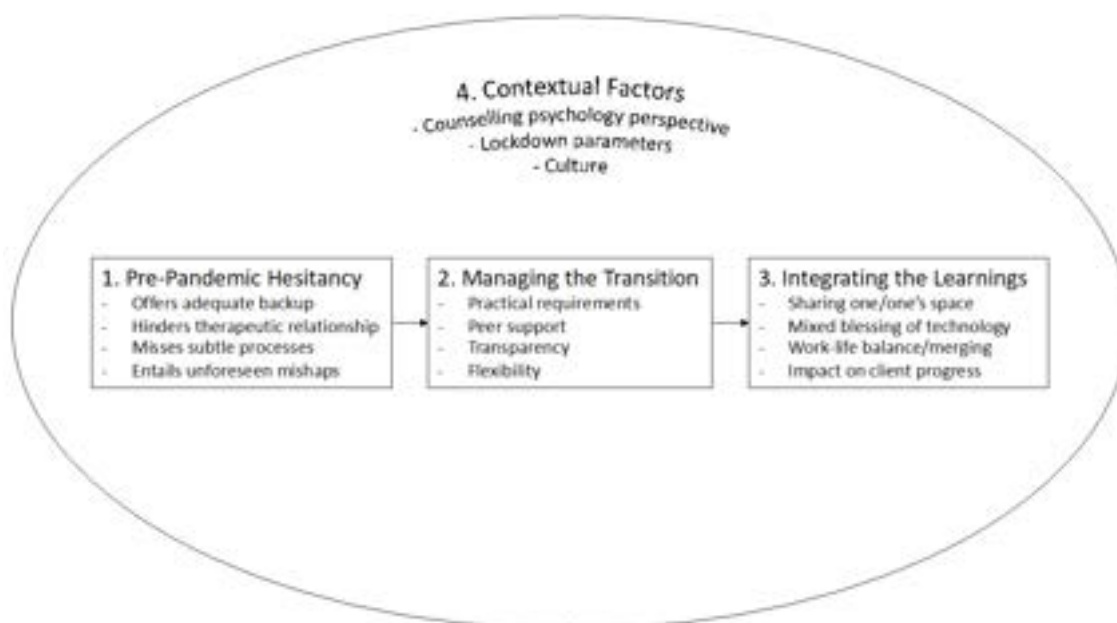 4. Contextual Factors
- Counselling psychology perspective
- Lockdown parameters
- Culture
1. Pre-Pandemic Hesitancy
- Offers adequate backup
- Hinders therapeutic relationship
- Misses subtle processes
- Entails unforeseen mishaps
2. Managing the Transition
- Practical requirements
- Peer support
- Transparency
- Flexibility
3. Integrating the Learnings
- Sharing one/one's space
- Mixed blessing of technology
- Work-life balance/merging
- Impact on client progress